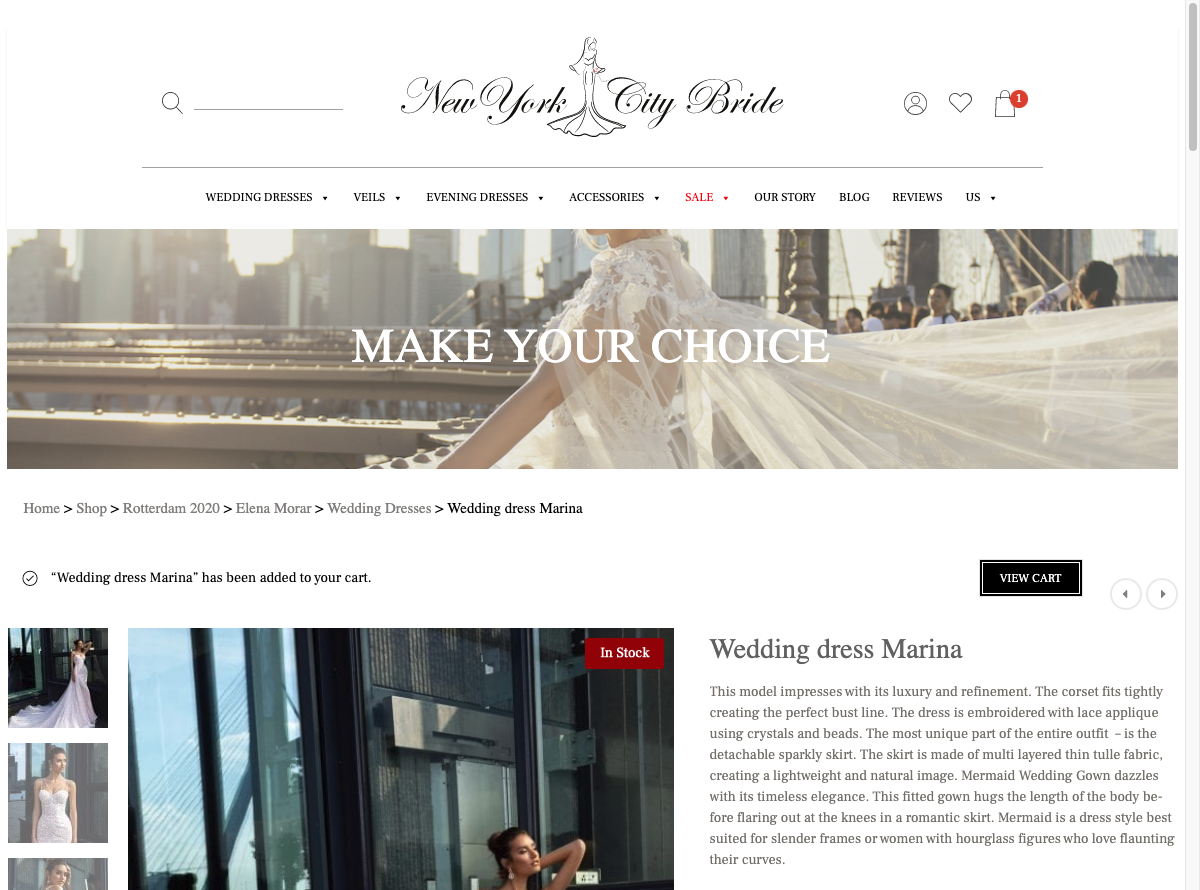 New York City Bride
1
WEDDING DRESSES VEILS EVENING DRESSES ACCESSORIES SALE OUR STORY BLOG REVIEWS US
MAKE YOUR CHOICE
Home > Shop > Rotterdam 2020 > Elena Morar > Wedding Dresses > Wedding dress Marina
“Wedding dress Marina” has been added to your cart.
VIEW CART
In Stock
Wedding dress Marina
This model impresses with its luxury and refinement. The corset fits tightly
creating the perfect bust line. The dress is embroidered with lace applique
using crystals and beads. The most unique part of the entire outfit – is the
detachable sparkly skirt. The skirt is made of multi layered thin tulle fabric,
creating a lightweight and natural image. Mermaid Wedding Gown dazzles
with its timeless elegance. This fitted gown hugs the length of the body be-
fore flaring out at the knees in a romantic skirt. Mermaid is a dress style best
suited for slender frames or women with hourglass figures who love flaunting
their curves.